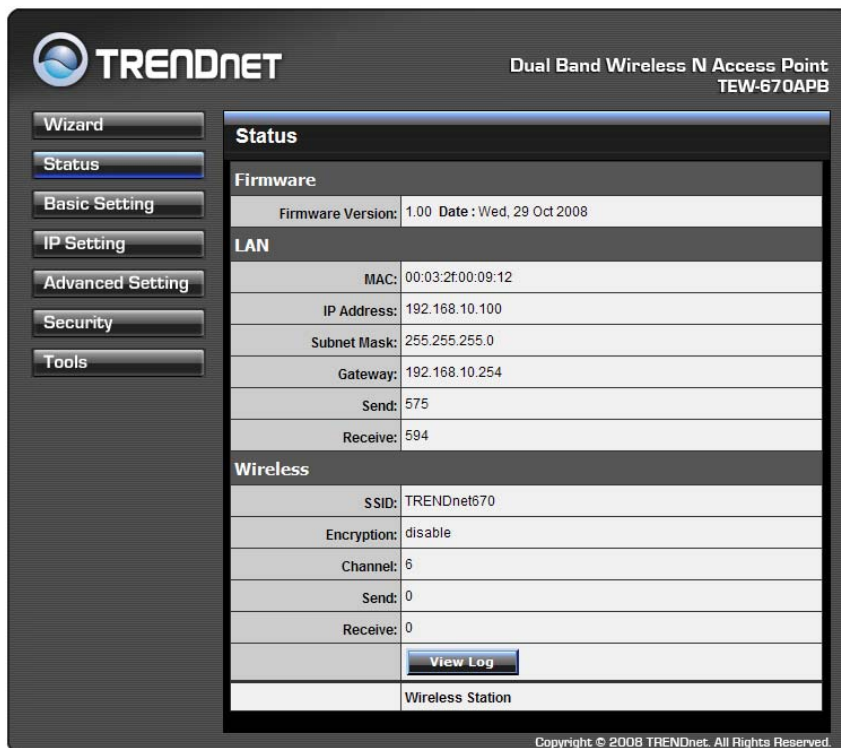 TRENDNET
Dual Band Wireless N Access Point
TEW-670APB
Wizard
Status
Basic Setting
IP Setting
Advanced Setting
Security
Tools
Status
Firmware
Firmware Version: 1.00 Date : Wed, 29 Oct 2008
LAN
MAC: 00:03:2f:00:09:12
IP Address: 192.168.10.100
Subnet Mask: 255.255.255.0
Gateway: 192.168.10.254
Send: 575
Receive: 594
Wireless
SSID: TRENDnet670
Encryption: disable
Channel: 6
Send: 0
Receive: 0
View Log
Wireless Station
Copyright © 2008 TRENDnet. All Rights Reserved.